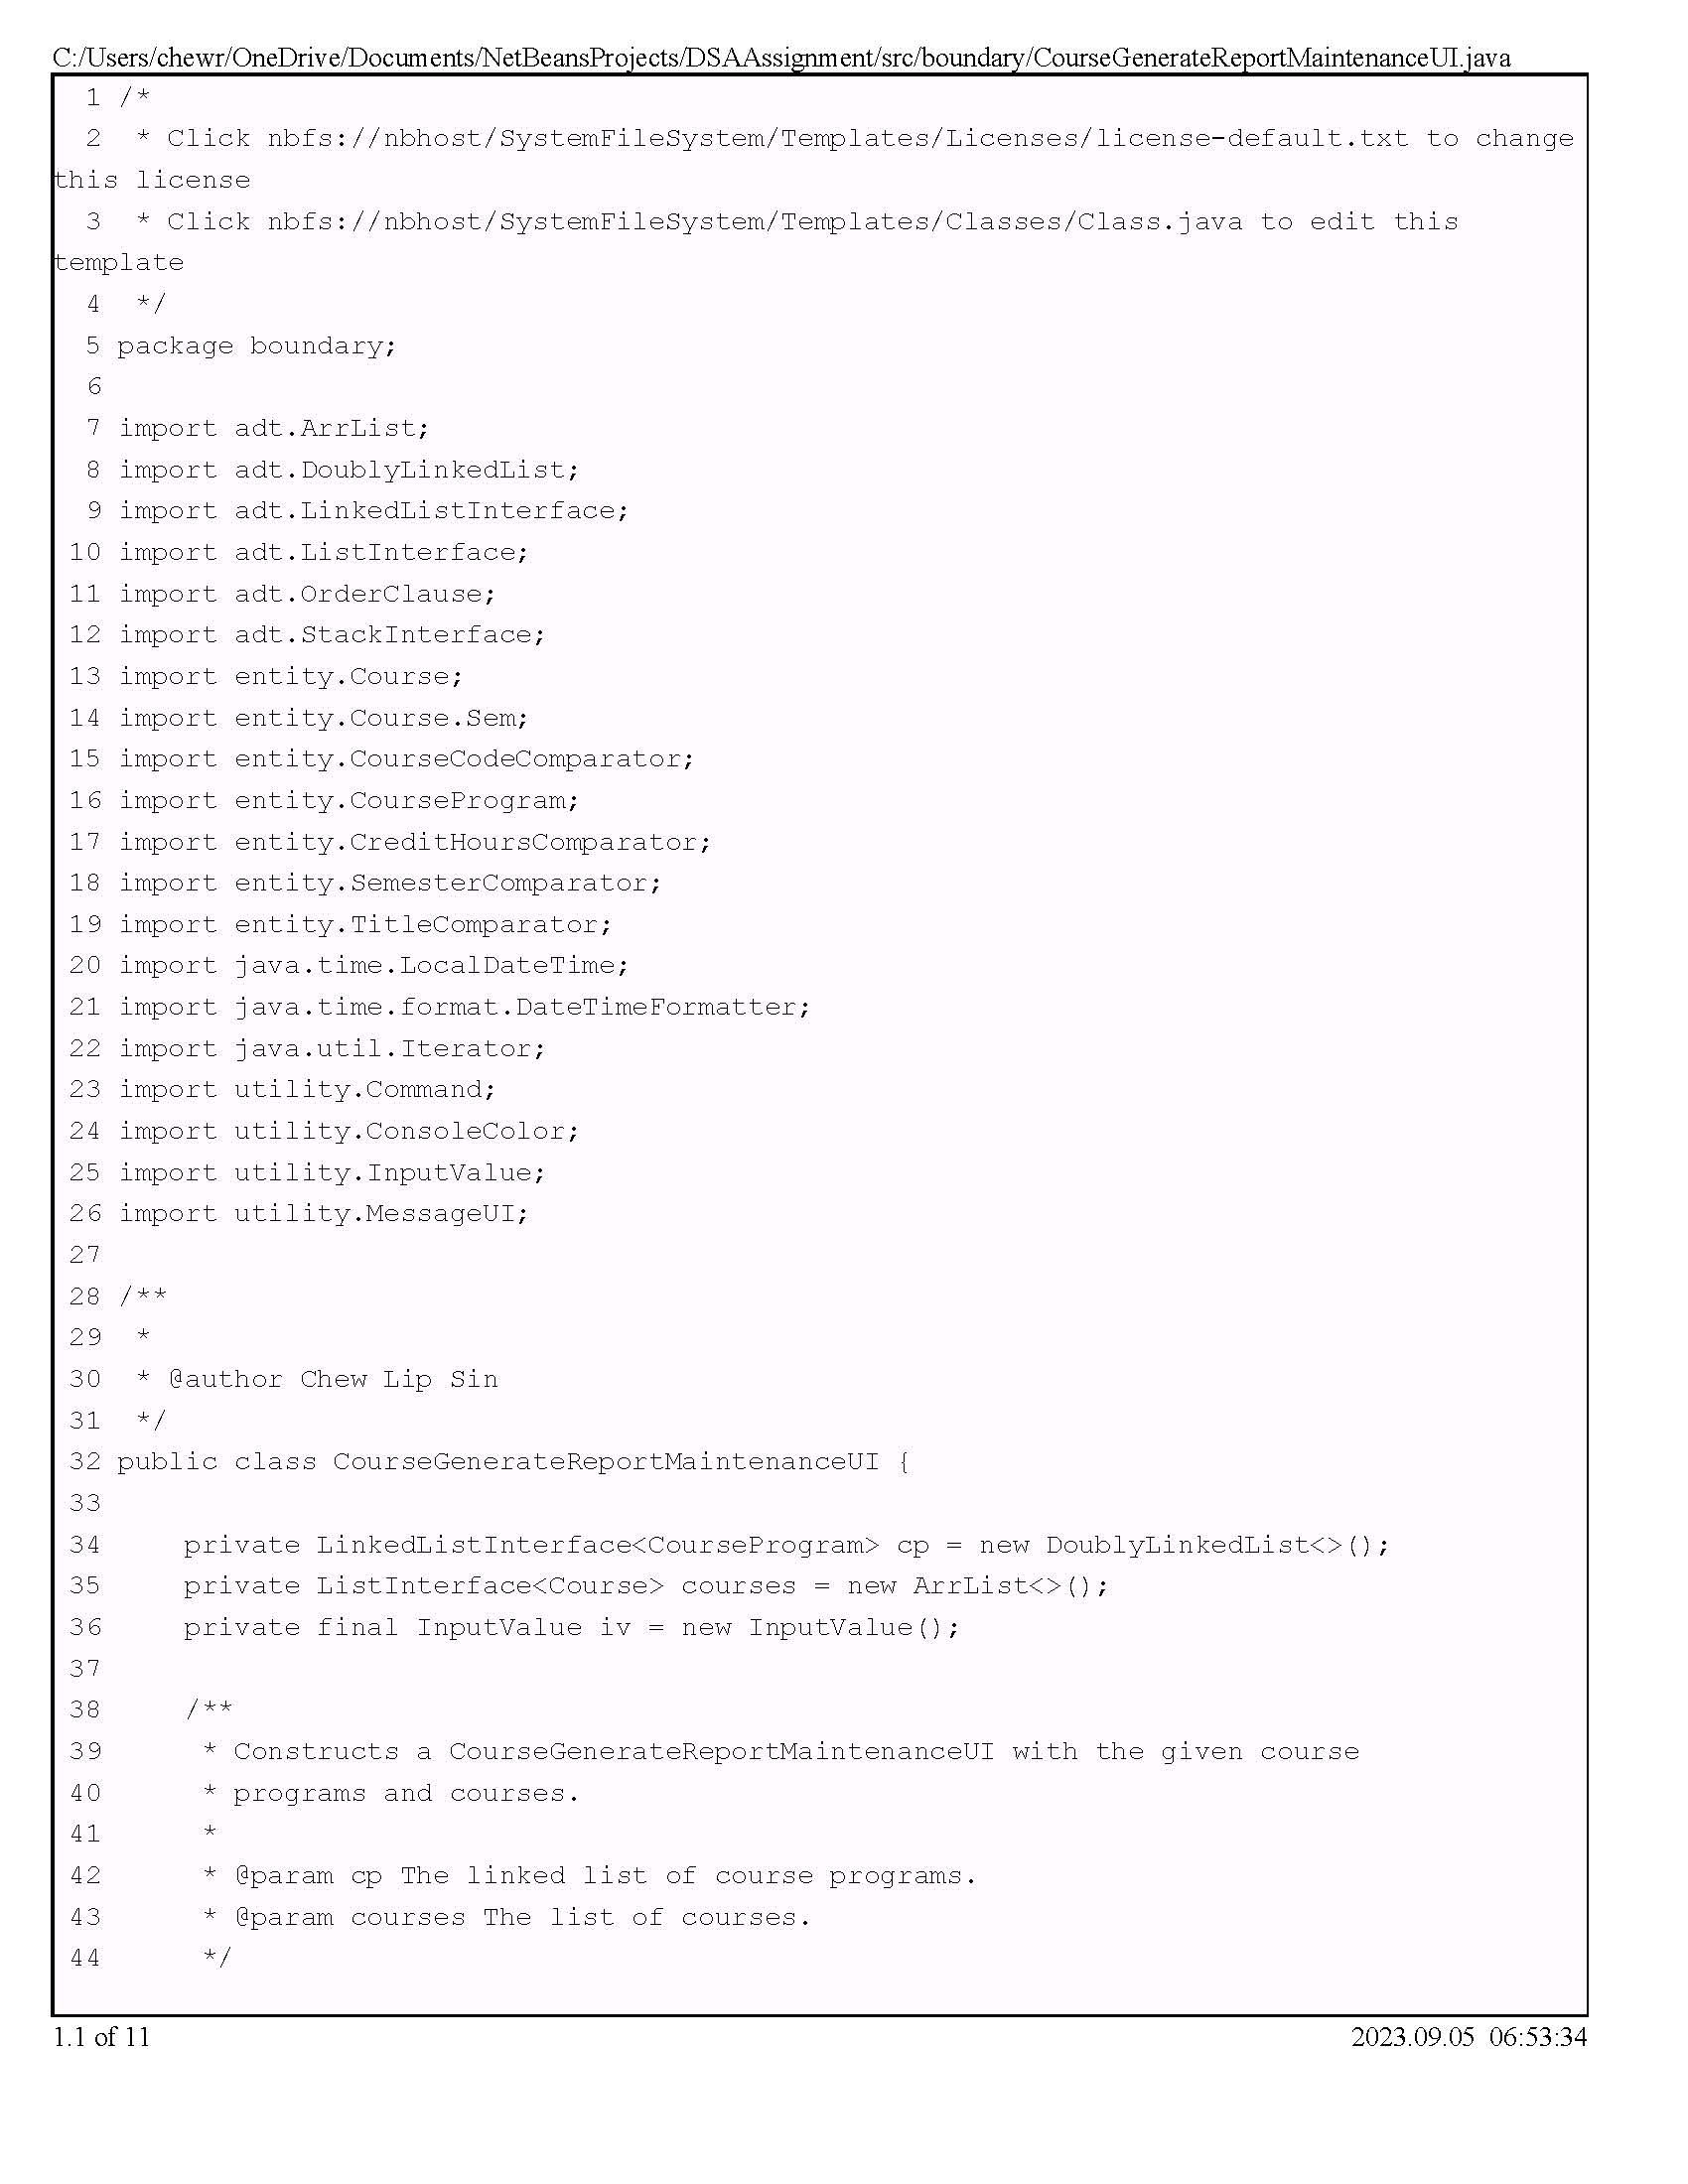 C:/Users/chewr/OneDrive/Documents/NetBeansProjects/DSAAssignment/src/boundary/CourseGenerateReportMaintenanceUI.java
1 /*
2  * Click nbfs://nbhost/SystemFileSystem/Templates/Licenses/license-default.txt to change
this license
3  * Click nbfs://nbhost/SystemFileSystem/Templates/Classes/Class.java to edit this
template
4  */
5 package boundary;
6
7 import adt.ArrList;
8 import adt.DoublyLinkedList;
9 import adt.LinkedListInterface;
10 import adt.ListInterface;
11 import adt.OrderClause;
12 import adt.StackInterface;
13 import entity.Course;
14 import entity.Course.Sem;
15 import entity.CourseCodeComparator;
16 import entity.CourseProgram;
17 import entity.CreditHoursComparator;
18 import entity.SemesterComparator;
19 import entity.TitleComparator;
20 import java.time.LocalDateTime;
21 import java.time.format.DateTimeFormatter;
22 import java.util.Iterator;
23 import utility.Command;
24 import utility.ConsoleColor;
25 import utility.InputValue;
26 import utility.MessageUI;
27
28 /**
29  *
30  * @author Chew Lip Sin
31  */
32 public class CourseGenerateReportMaintenanceUI {
33
34     private LinkedListInterface<CourseProgram> cp = new DoublyLinkedList<>();
35     private ListInterface<Course> courses = new ArrList<>();
36     private final InputValue iv = new InputValue();
37
38     /**
39      * Constructs a CourseGenerateReportMaintenanceUI with the given course
40      * programs and courses.
41      *
42      * @param cp The linked list of course programs.
43      * @param courses The list of courses.
44      */
1.1 of 11
2023.09.05 06:53:34